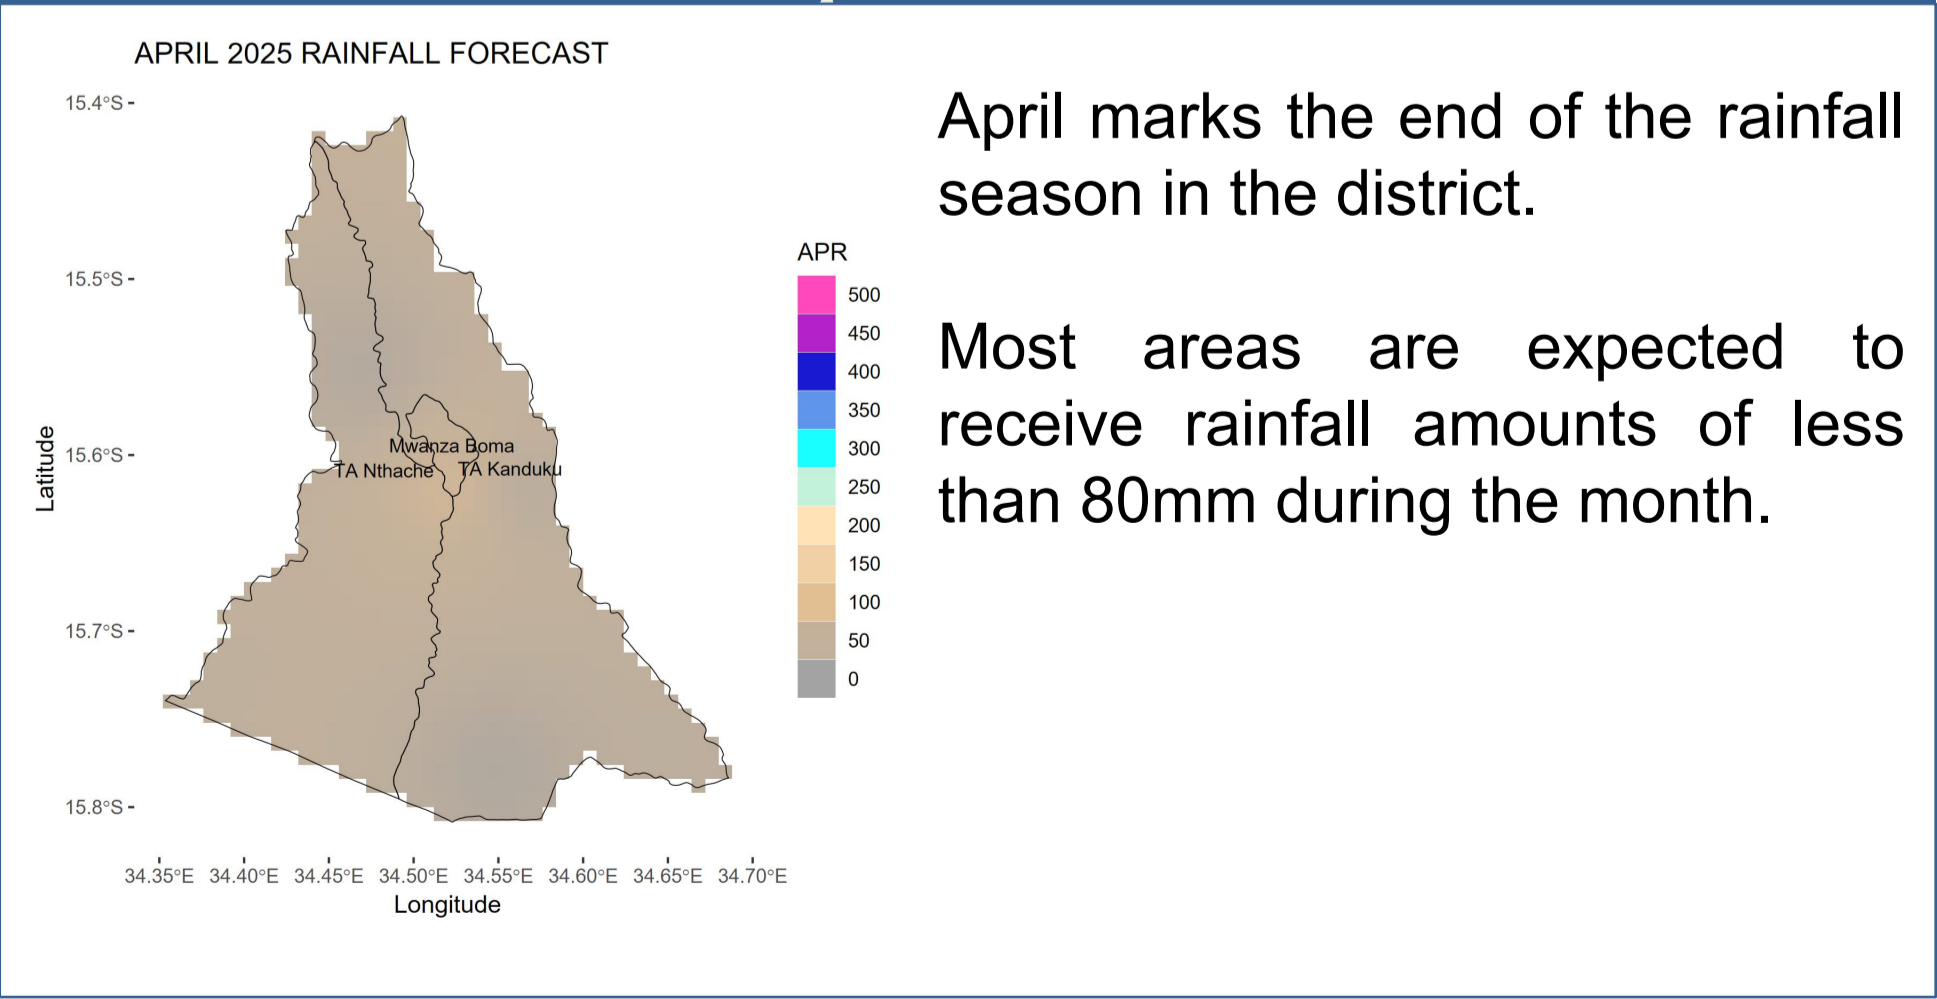 APRIL 2025 RAINFALL FORECAST
15.4°S
15.5°S
15.6°S
15.7°S
15.8°S
Latitude
Mwanza Boma
TA Nthache
TA Kanduku
34.35°E 34.40°E 34.45°E 34.50°E 34.55°E 34.60°E 34.65°E 34.70°E
Longitude
APR
500
450
400
350
300
250
200
150
100
50
0
April marks the end of the rainfall
season in the district.
Most areas are expected to
receive rainfall amounts of less
than 80mm during the month.